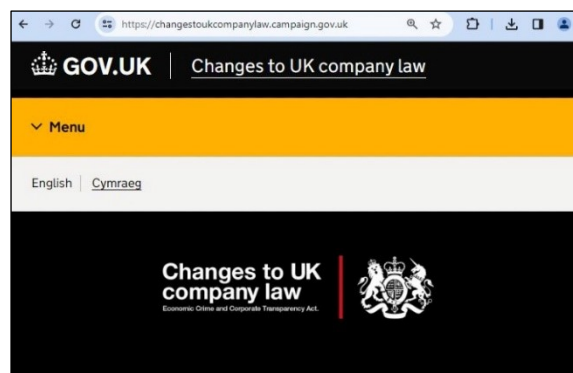 https://changestoukcompanylaw.campaign.gov.uk
GOV.UK Changes to UK company law
Menu
English Cymraeg
Changes to UK
company law
Economic Crime and Corporate Transparency Act.